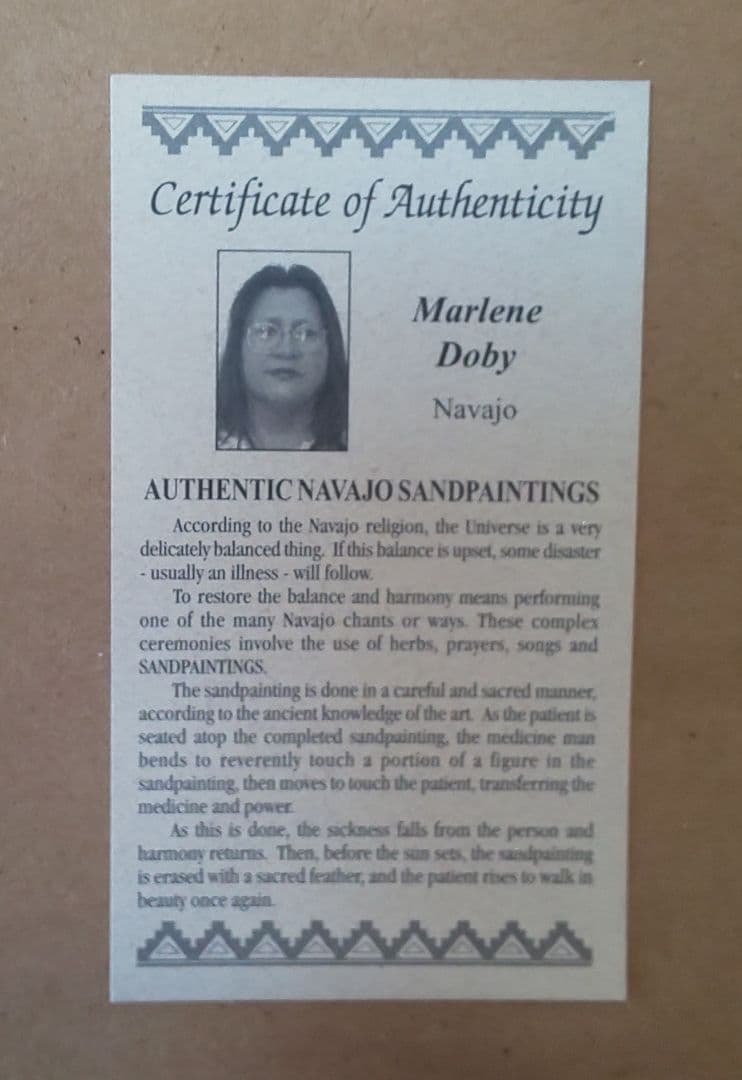 Certificate of Authenticity
Marlene
Doby
Navajo
AUTHENTIC NAVAJO SANDPAINTINGS
According to the Navajo religion, the Universe is a very
delicately balanced thing. If this balance is upset, some disaster
- usually an illness - will follow.
To restore the balance and harmony means performing
one of the many Navajo chants or ways. These complex
ceremonies involve the use of herbs, prayers, songs and
SANDPAINTINGS.
The sandpainting is done in a careful and sacred manner,
according to the ancient knowledge of the art. As the patient is
seated atop the completed sandpainting, the medicine man
bends to reverently touch a portion of a figure in the
sandpainting, then moves to touch the patient, transferring the
medicine and power.
As this is done, the sickness falls from the person and
harmony returns. Then, before the sun sets, the sandpainting
is erased with a sacred feather, and the patient rises to walk in
beauty once again.